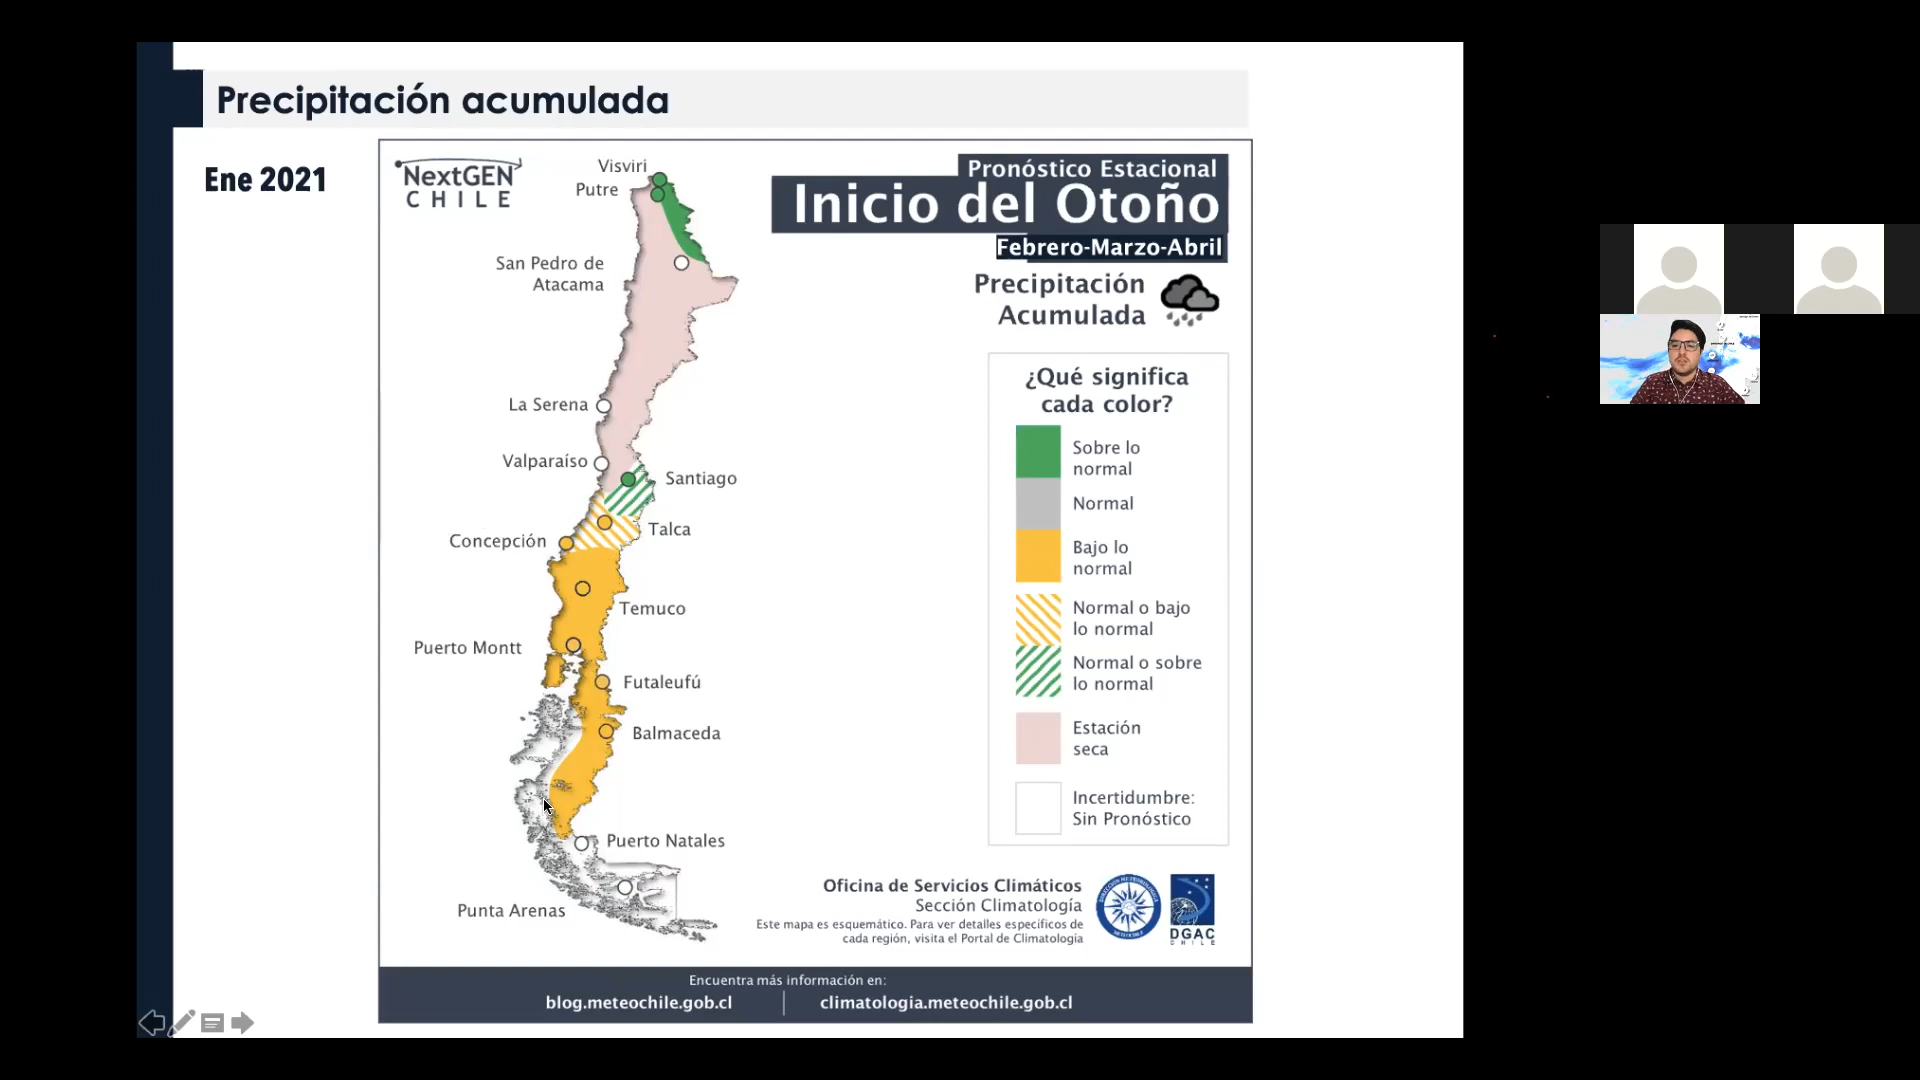 Precipitación acumulada
Ene 2021
NextGEN
CHILE
Pronóstico Estacional
Inicio del Otoño
Febrero-Marzo-Abril
Precipitación
Acumulada
Visviri
Putre
San Pedro de
Atacama
La Serena
Valparaíso
Santiago
Talca
Concepción
Temuco
Puerto Montt
Futaleufú
Balmaceda
Puerto Natales
Punta Arenas
¿Qué significa
cada color?
Sobre lo
normal
Normal
Bajo lo
normal
Normal o bajo
lo normal
Normal o sobre
lo normal
Estación
seca
Incertidumbre:
Sin Pronóstico
Oficina de Servicios Climáticos
Sección Climatología
Este mapa es esquemático. Para ver detalles específicos de
cada región, visita el Portal de Climatología
DGAC
CHILE
Encuentra más información en:
blog.meteochile.gob.cl
climatologia.meteochile.gob.cl